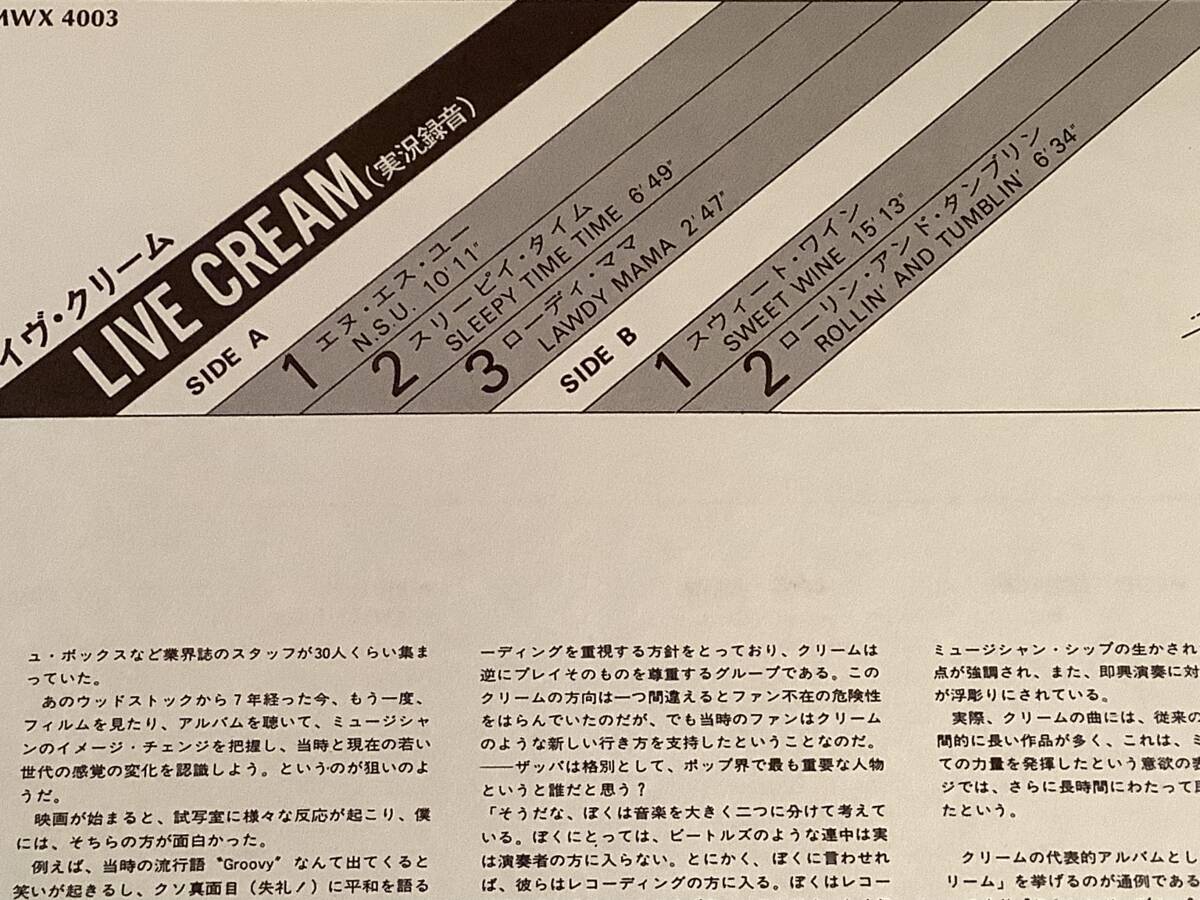 MWX 4003
イヴ・クリーム
LIVE CREAM(実況録音)
SIDE A
1 エヌ・エス・ユー
N.S.U. 10′11″
2 スリーピィ・タイム
SLEEPY TIME TIME 6′49″
3 ローディ・ママ
LAWDY MAMA 2′47″
SIDE B
1 スウィート・ワイン
SWEET WINE 15′13″
2 ローリン・アンド・タンブリン
ROLLIN' AND TUMBLIN' 6′34″
ュ・ボックスなど業界誌のスタッフが30人くらい集ま
っていた。
あのウッドストックから7年経った今、もう一度、
フィルムを見たり、アルバムを聴いて、ミュージシャ
ンのイメージ・チェンジを把握し、当時と現在の若い
世代の感覚の変化を認識しよう。というのが狙いのよ
うだ。
映画が始まると、試写室に様々な反応が起こり、僕
には、そちらの方が面白かった。
例えば、当時の流行語〝Groovy〟なんて出てくると
笑いが起きるし、クソ真面目(失礼!)に平和を語る
ーディングを重視する方針をとっており、クリームは
逆にプレイそのものを尊重するグループである。この
クリームの方向は一つ間違えるとファン不在の危険性
をはらんでいたのだが、でも当時のファンはクリーム
のような新しい行き方を支持したということなのだ。
——ザッパは格別として、ポップ界で最も重要な人物
というと誰だと思う?
「そうだな、ぼくは音楽を大きく二つに分けて考えて
いる。ぼくにとっては、ビートルズのような連中は実
は演奏者の方に入らない。とにかく、ぼくに言わせれ
ば、彼らはレコーディングの方に入る。ぼくはレコー
ミュージシャン・シップの生かされ
点が強調され、また、即興演奏に対
が浮彫りにされている。
実際、クリームの曲には、従来の
間的に長い作品が多く、これは、ミ
ての力量を発揮したという意欲の表
ジでは、さらに長時間にわたって即
たという。
クリームの代表的アルバムとし
リーム」を挙げるのが通例である